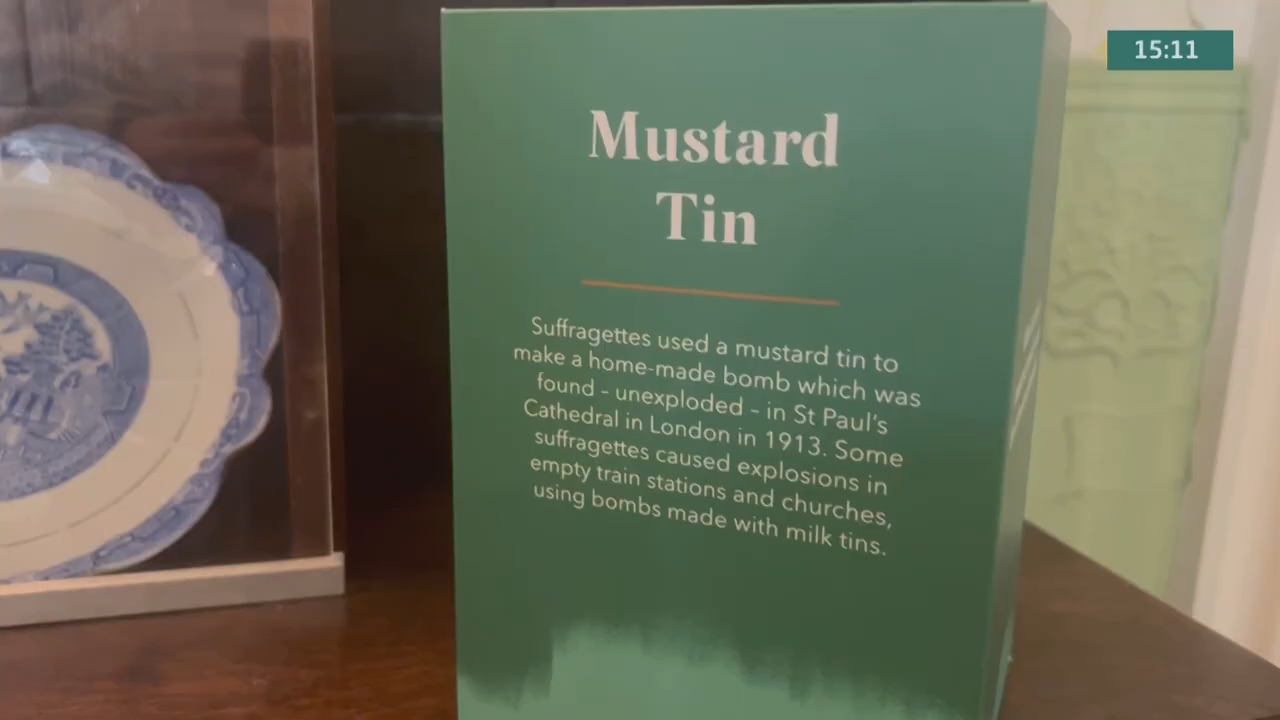 15:11
Mustard
Tin
Suffragettes used a mustard tin to
make a home-made bomb which was
found - unexploded - in St Paul's
Cathedral in London in 1913. Some
suffragettes caused explosions in
empty train stations and churches,
using bombs made with milk tins.